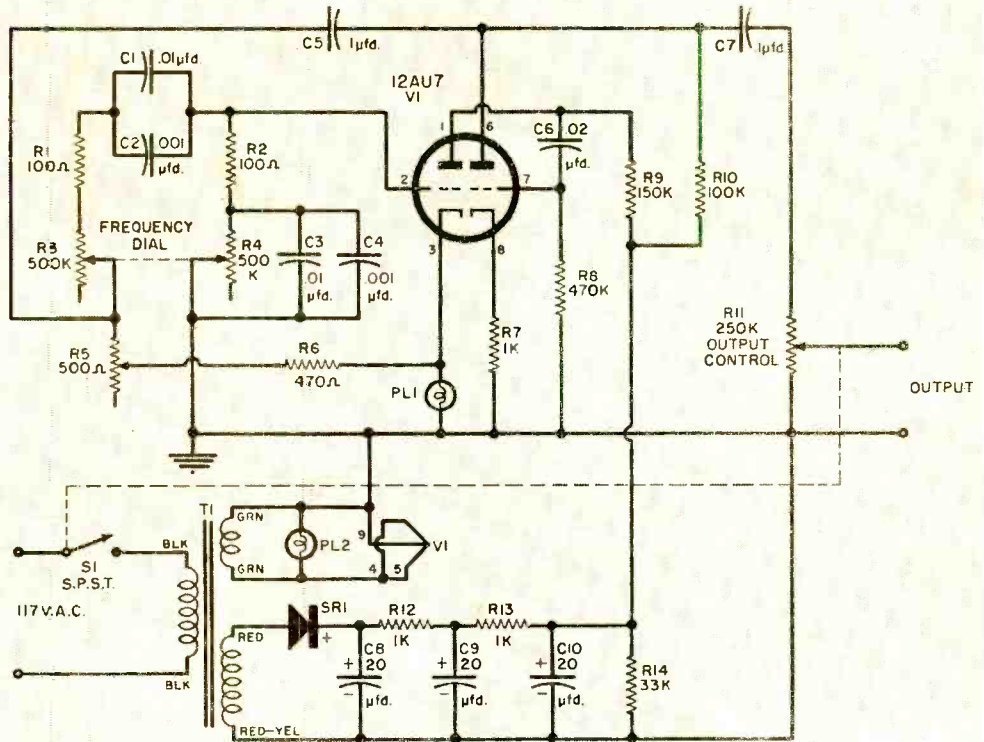 C5
1µfd.
C7
1µfd.
C1
.01µfd.
12AU7
V1
1
6
C6
.02
µfd.
C2
.001
µfd.
R1
100Ω
R2
100Ω
2
7
R9
150K
R10
100K
FREQUENCY
DIAL
R3
500K
R4
500
K
C3
.01
µfd.
C4
.001
µfd.
3
8
R8
470K
R11
250K
OUTPUT
CONTROL
R5
500Ω
R6
470Ω
R7
1K
PL1
OUTPUT
T1
GRN
GRN
PL2
9
4
5
V1
S1
S.P.S.T.
BLK
117V.A.C.
BLK
RED
SR1
+
R12
1K
R13
1K
C8
+
20
-
µfd.
C9
+
20
-
µfd.
C10
+
20
-
µfd.
R14
33K
RED-YEL